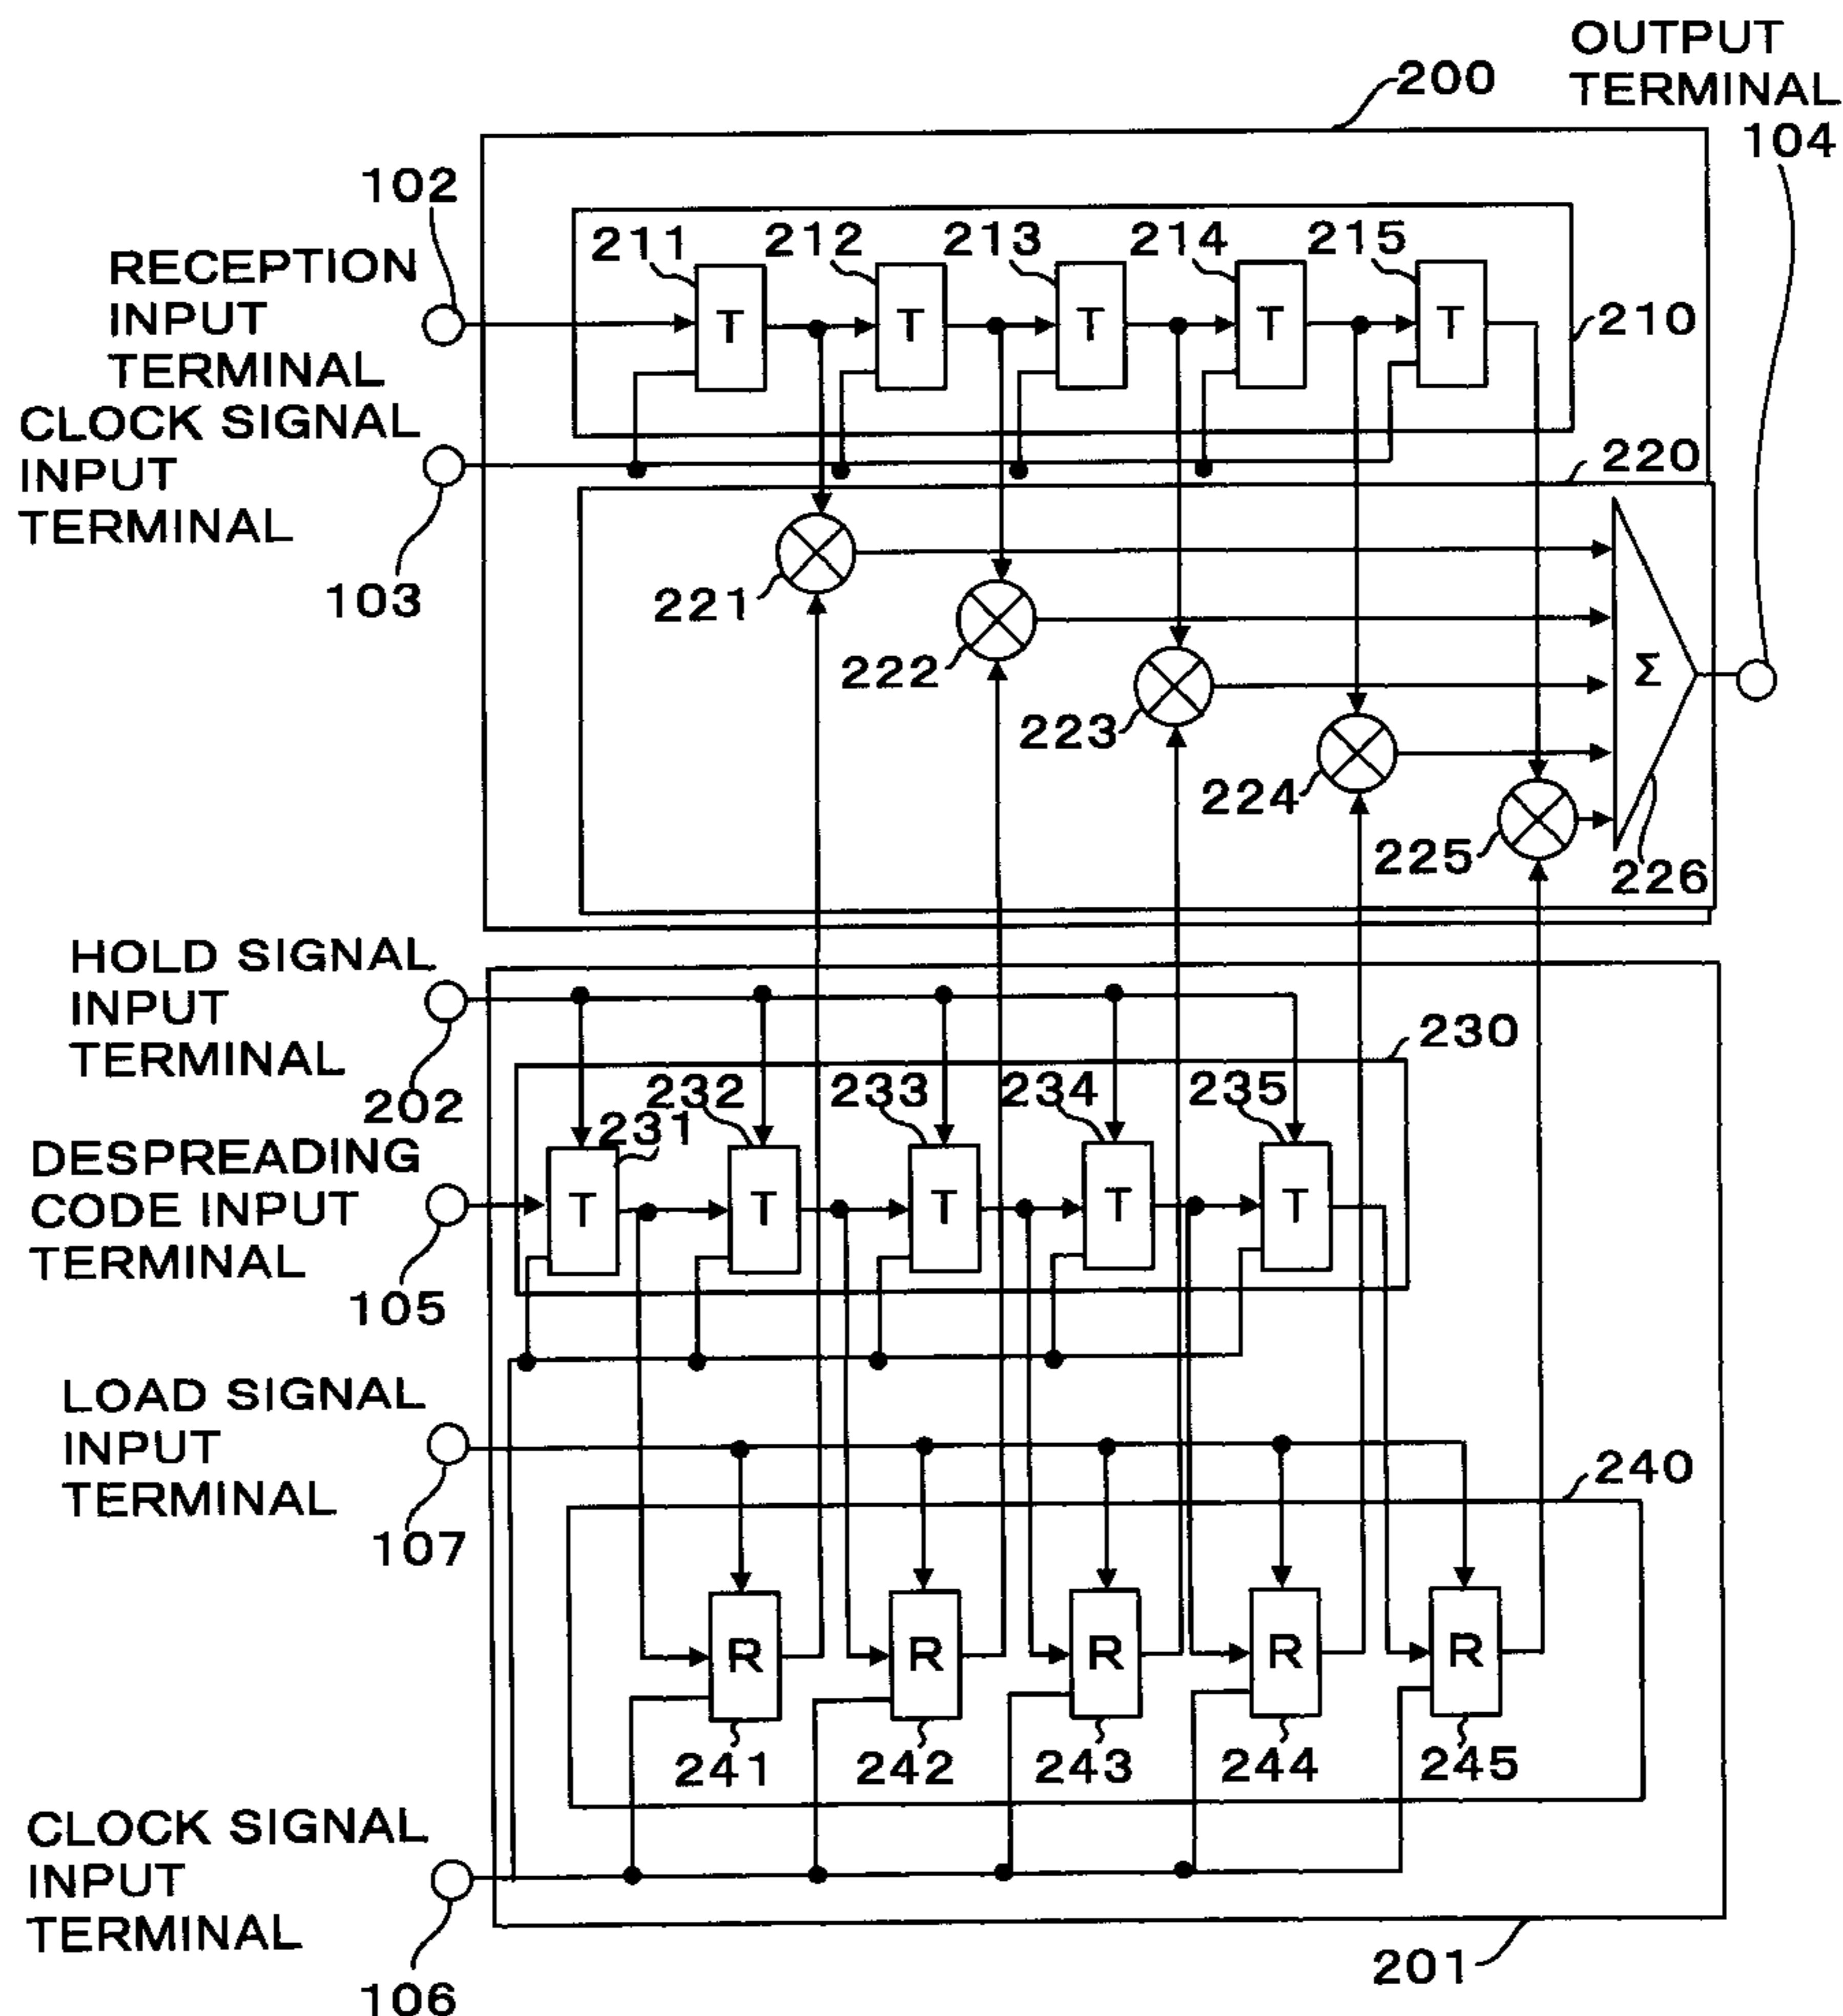 OUTPUT
TERMINAL
104
200
102
RECEPTION
INPUT
TERMINAL
211 212 213 214 215
T T T T T
210
CLOCK SIGNAL
INPUT
TERMINAL
103
220
221
222
223
224
225
Σ
226
HOLD SIGNAL
INPUT
TERMINAL
202
230
231 232 233 234 235
DESPREADING
CODE INPUT
TERMINAL
105
T T T T T
LOAD SIGNAL
INPUT
TERMINAL
107
240
R R R R R
241 242 243 244 245
CLOCK SIGNAL
INPUT
TERMINAL
106
201